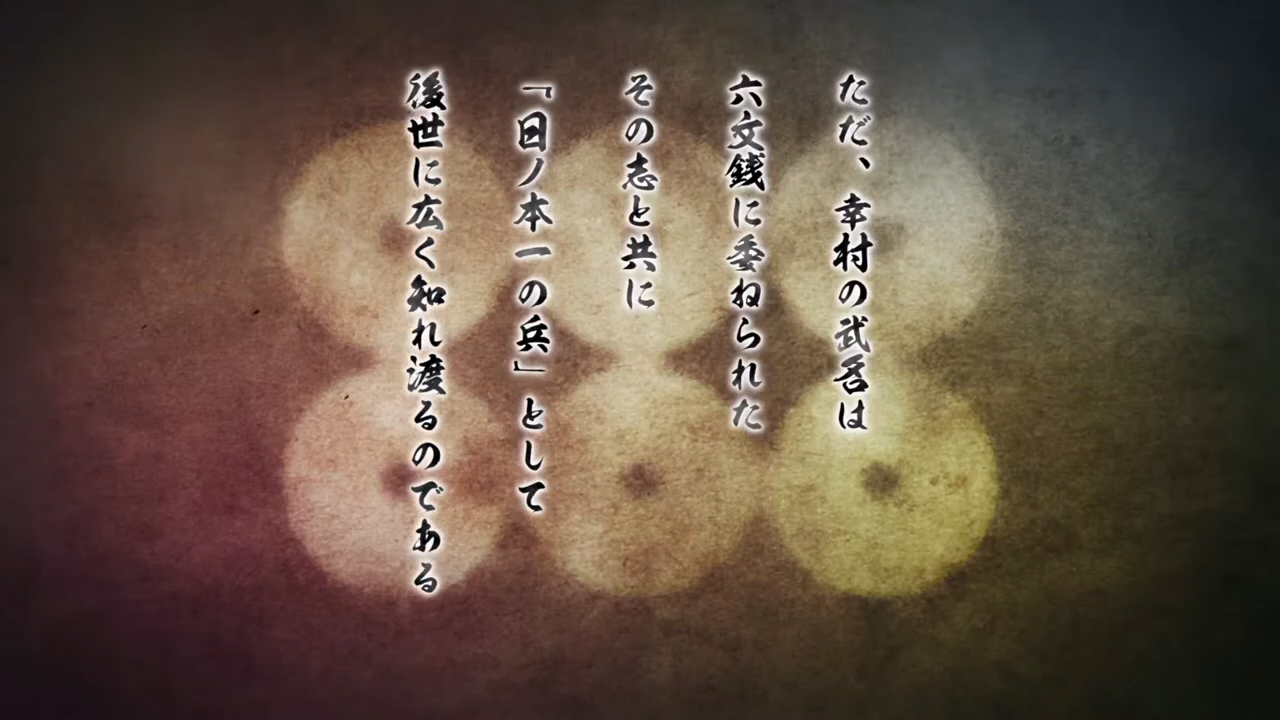 ただ、幸村の武名は
六文銭に委ねられた
その志と共に
「日ノ本一の兵」として
後世に広く知れ渡るのである